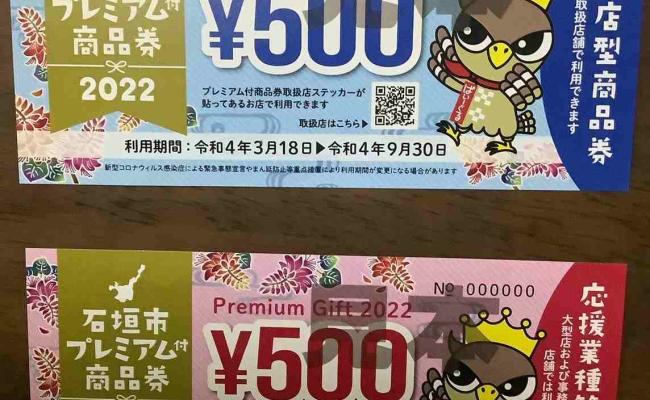 プレミアム付
商品券
2022
¥500
プレミアム付商品券取扱店ステッカーが
貼ってあるお店で利用できます
取扱店はこちら▶
ぱいーぐる
利用期間:令和4年3月18日▶令和4年9月30日
新型コロナウィルス感染症による緊急事態宣言やまん延防止等重点措置により利用期間が変更になる場合があります
店型商品券
取扱店舗で利用できます
石垣市
プレミアム付
商品券
Premium Gift 2022
¥500
見本
№ 000000
応援業種
大型店および事務
店舗では利